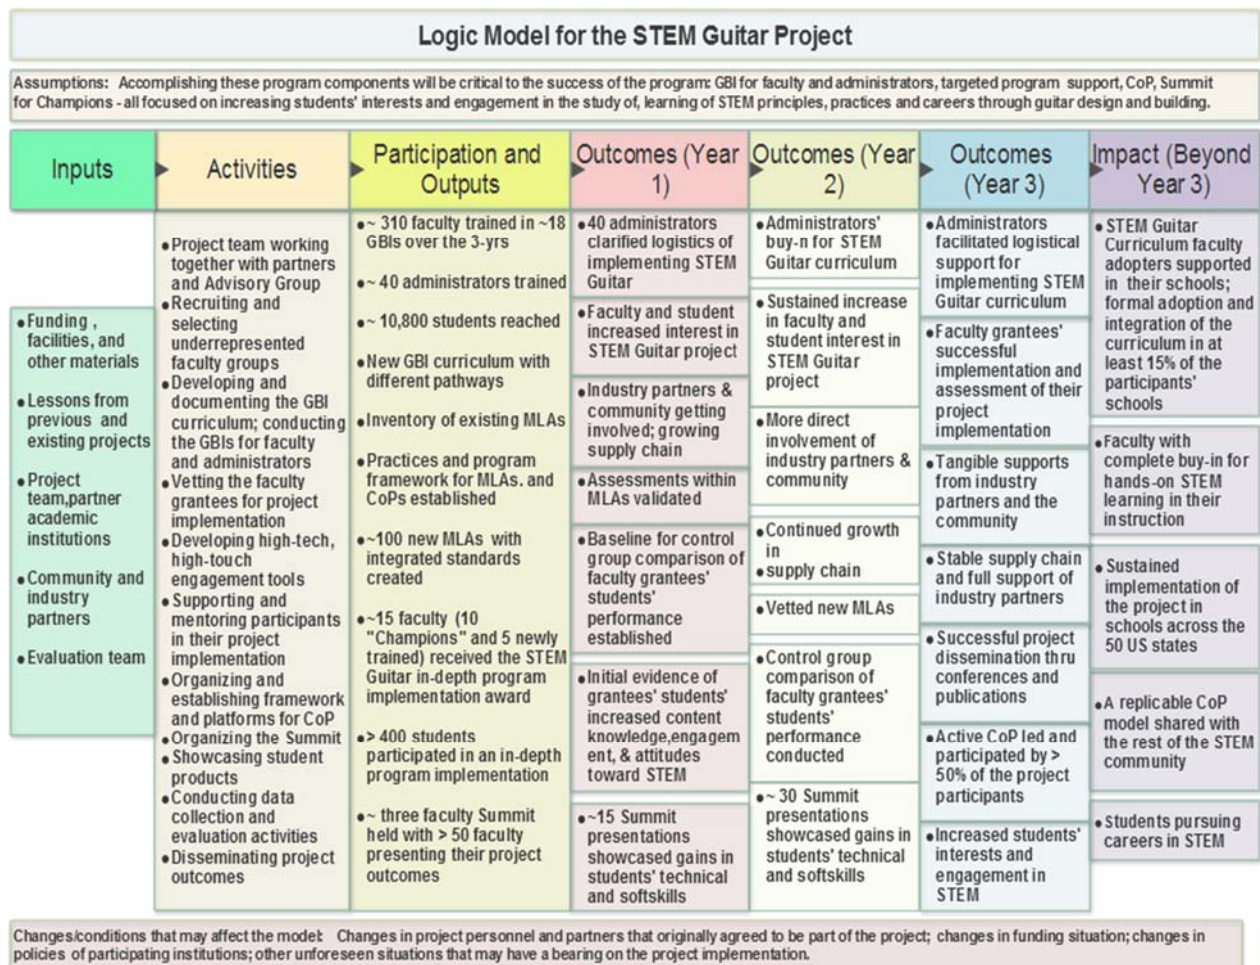 Logic Model for the STEM Guitar Project
Assumptions: Accomplishing these program components will be critical to the success of the program: GBI for faculty and administrators, targeted program support, CoP, Summit
for Champions - all focused on increasing students' interests and engagement in the study of, learning of STEM principles, practices and careers through guitar design and building.
Inputs
• Funding ,
facilities, and
other materials
• Lessons from
previous and
existing projects
• Project
team,partner
academic
institutions
• Community and
industry
partners
• Evaluation team
Activities
• Project team working
together with partners
and Advisory Group
• Recruiting and
selecting
underrepresented
faculty groups
• Developing and
documenting the GBI
curriculum; conducting
the GBIs for faculty
and administrators
• Vetting the faculty
grantees for project
implementation
• Developing high-tech,
high-touch
engagement tools
• Supporting and
mentoring participants
in their project
implementation
• Organizing and
establishing framework
and platforms for CoP
• Organizing the Summit
• Showcasing student
products
• Conducting data
collection and
evaluation activities
• Disseminating project
outcomes
Participation and
Outputs
• ~ 310 faculty trained in ~18
GBIs over the 3-yrs
• ~ 40 administrators trained
• ~ 10,800 students reached
• New GBI curriculum with
different pathways
• Inventory of existing MLAs
• Practices and program
framework for MLAs. and
CoPs established
• ~100 new MLAs with
integrated standards
created
• ~15 faculty (10
"Champions" and 5 newly
trained) received the STEM
Guitar in-depth program
implementation award
• > 400 students
participated in an in-depth
program implementation
• ~ three faculty Summit
held with > 50 faculty
presenting their project
outcomes
Outcomes (Year
1)
• 40 administrators
clarified logistics of
implementing STEM
Guitar
• Faculty and student
increased interest in
STEM Guitar project
• Industry partners &
community getting
involved; growing
supply chain
• Assessments within
MLAs validated
• Baseline for control
group comparison of
faculty grantees'
students'
performance
established
• Initial evidence of
grantees' students'
increased content
knowledge,engagem
ent, & attitudes
toward STEM
• ~15 Summit
presentations
showcased gains in
students' technical
and softskills
Outcomes (Year
2)
• Administrators'
buy-n for STEM
Guitar curriculum
• Sustained increase
in faculty and
student interest in
STEM Guitar
project
• More direct
involvement of
industry partners &
community
• Continued growth
in
• supply chain
• Vetted new MLAs
• Control group
comparison of
faculty grantees'
students'
performance
conducted
• ~ 30 Summit
presentations
showcased gains in
students' technical
and softskills
Outcomes
(Year 3)
• Administrators
facilitated logistical
support for
implementing STEM
Guitar curriculum
• Faculty grantees'
successful
implementation and
assessment of their
project
implementation
• Tangible supports
from industry
partners and the
community
• Stable supply chain
and full support of
industry partners
• Successful project
dissemination thru
conferences and
publications
• Active CoP led and
participated by >
50% of the project
participants
• Increased students'
interests and
engagement in
STEM
Impact (Beyond
Year 3)
• STEM Guitar
Curriculum faculty
adopters supported
in their schools;
formal adoption and
integration of the
curriculum in at
least 15% of the
participants'
schools
• Faculty with
complete buy-in for
hands-on STEM
learning in their
instruction
• Sustained
implementation of
the project in
schools across the
50 US states
• A replicable CoP
model shared with
the rest of the STEM
community
• Students pursuing
careers in STEM
Changes/conditions that may affect the model: Changes in project personnel and partners that originally agreed to be part of the project; changes in funding situation; changes in
policies of participating institutions; other unforeseen situations that may have a bearing on the project implementation.